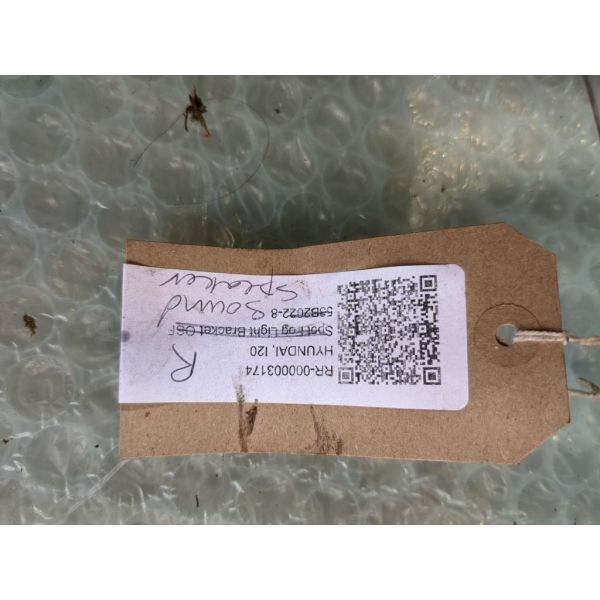 RR-000003174
HYUNDAI, I20
R
Spot Fog Light Bracket OSF
53B2022-8
Sound
Speaker